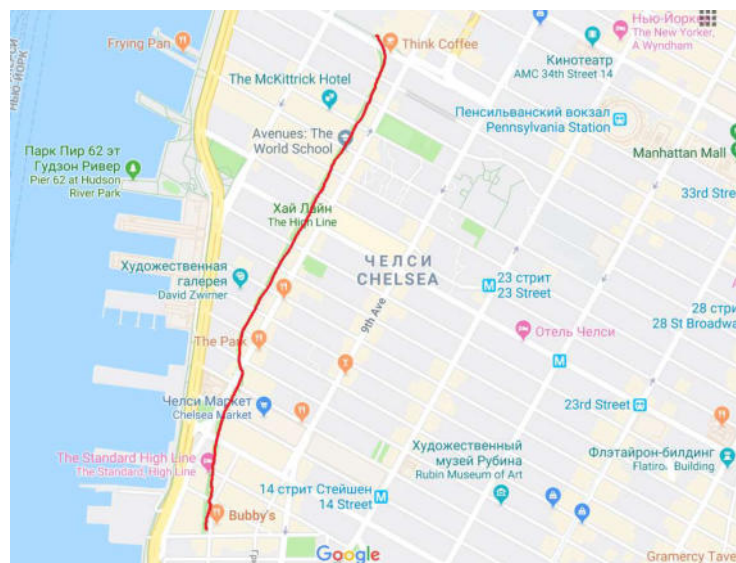 Frying Pan
Think Coffee
Нью-Йорке
The New Yorker,
A Wyndham
Кинотеатр
AMC 34th Street 14
The McKittrick Hotel
Пенсильванский вокзал
Pennsylvania Station
Avenues: The
World School
Парк Пир 62 эт
Гудзон Ривер
Pier 62 at Hudson
River Park
Manhattan Mall
33rd Stre
Хай Лайн
The High Line
ЧЕЛСИ
CHELSEA
Художественная
галерея
David Zwirner
23 стрит
23 Street
28 стри
28 St Broadw
9th Ave
Отель Челси
The Park
Челси Маркет
Chelsea Market
23rd Street
The Standard High Line
The Standard, High Line
Художественный
музей Рубина
Rubin Museum of Art
Флэтайрон-билдинг
Flatiro. Building
14 стрит Стейшен
14 Street
Bubby's
Google
Gramercy Tave